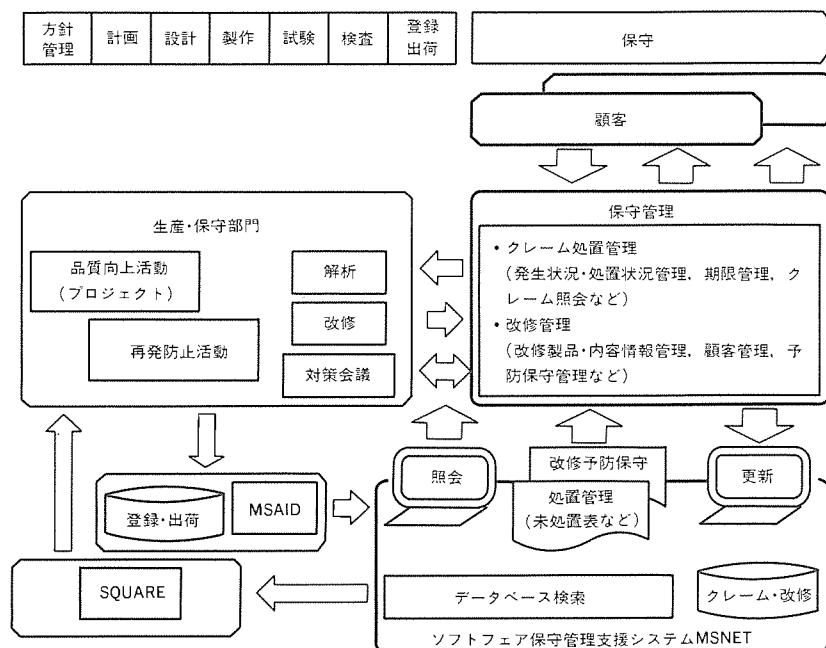 方針
管理
計画
設計
製作
試験
検査
登録
出荷
保守
顧客
生産・保守部門
品質向上活動
(プロジェクト)
再発防止活動
解析
改修
対策会議
保守管理
・クレーム処置管理
(発生状況・処置状況管理，期限管理，ク
レーム照会など)
・改修管理
(改修製品・内容情報管理，顧客管理，予
防保守管理など)
照会
改修予防保守
処置管理
(未処置表など)
更新
登録・出荷
MSAID
SQUARE
データベース検索
クレーム・改修
ソフトフェア保守管理支援システムMSNET